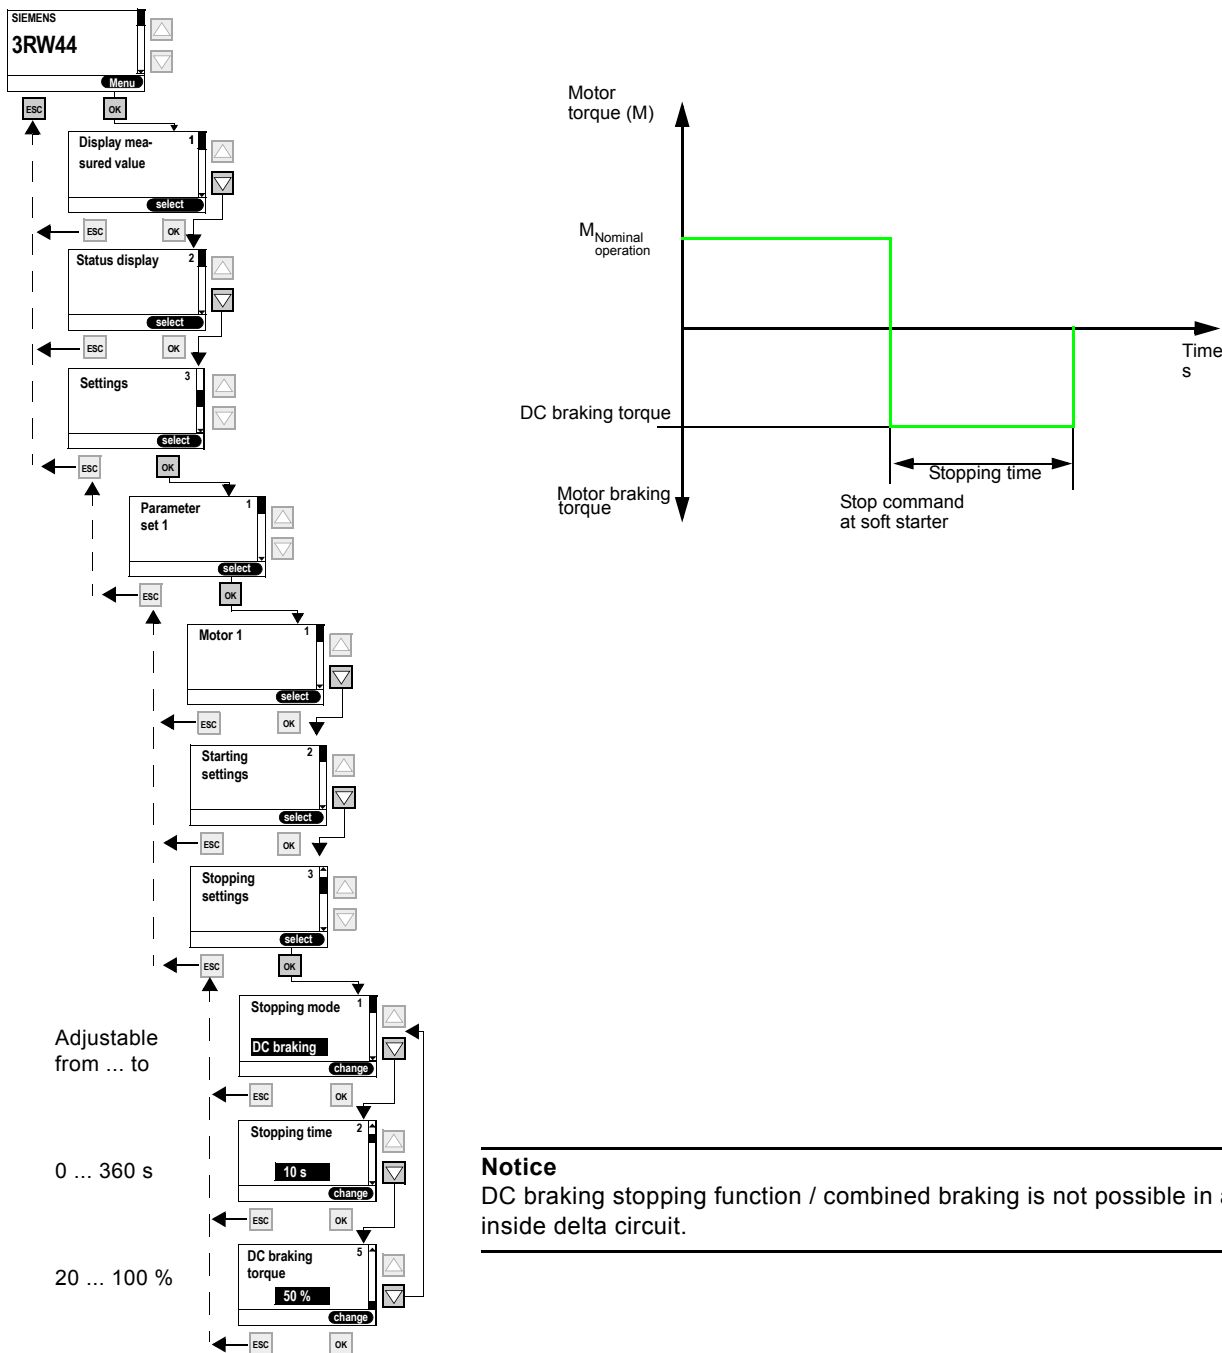 SIEMENS
3RW44
Menu
ESC
OK
Display mea-
sured value
1
select
ESC
OK
Status display
2
select
ESC
OK
Settings
3
select
ESC
OK
Parameter
set 1
1
select
ESC
OK
Motor 1
1
select
ESC
OK
Starting
settings
2
select
ESC
OK
Stopping
settings
3
select
ESC
OK
Adjustable
from ... to
Stopping mode
1
DC braking
change
ESC
OK
0 ... 360 s
Stopping time
2
10 s
change
ESC
OK
20 ... 100 %
DC braking
torque
5
50 %
change
ESC
OK
Motor
torque (M)
M Nominal
operation
Time
s
DC braking torque
Stopping time
Motor braking
torque
Stop command
at soft starter
Notice
DC braking stopping function / combined braking is not possible in
inside delta circuit.